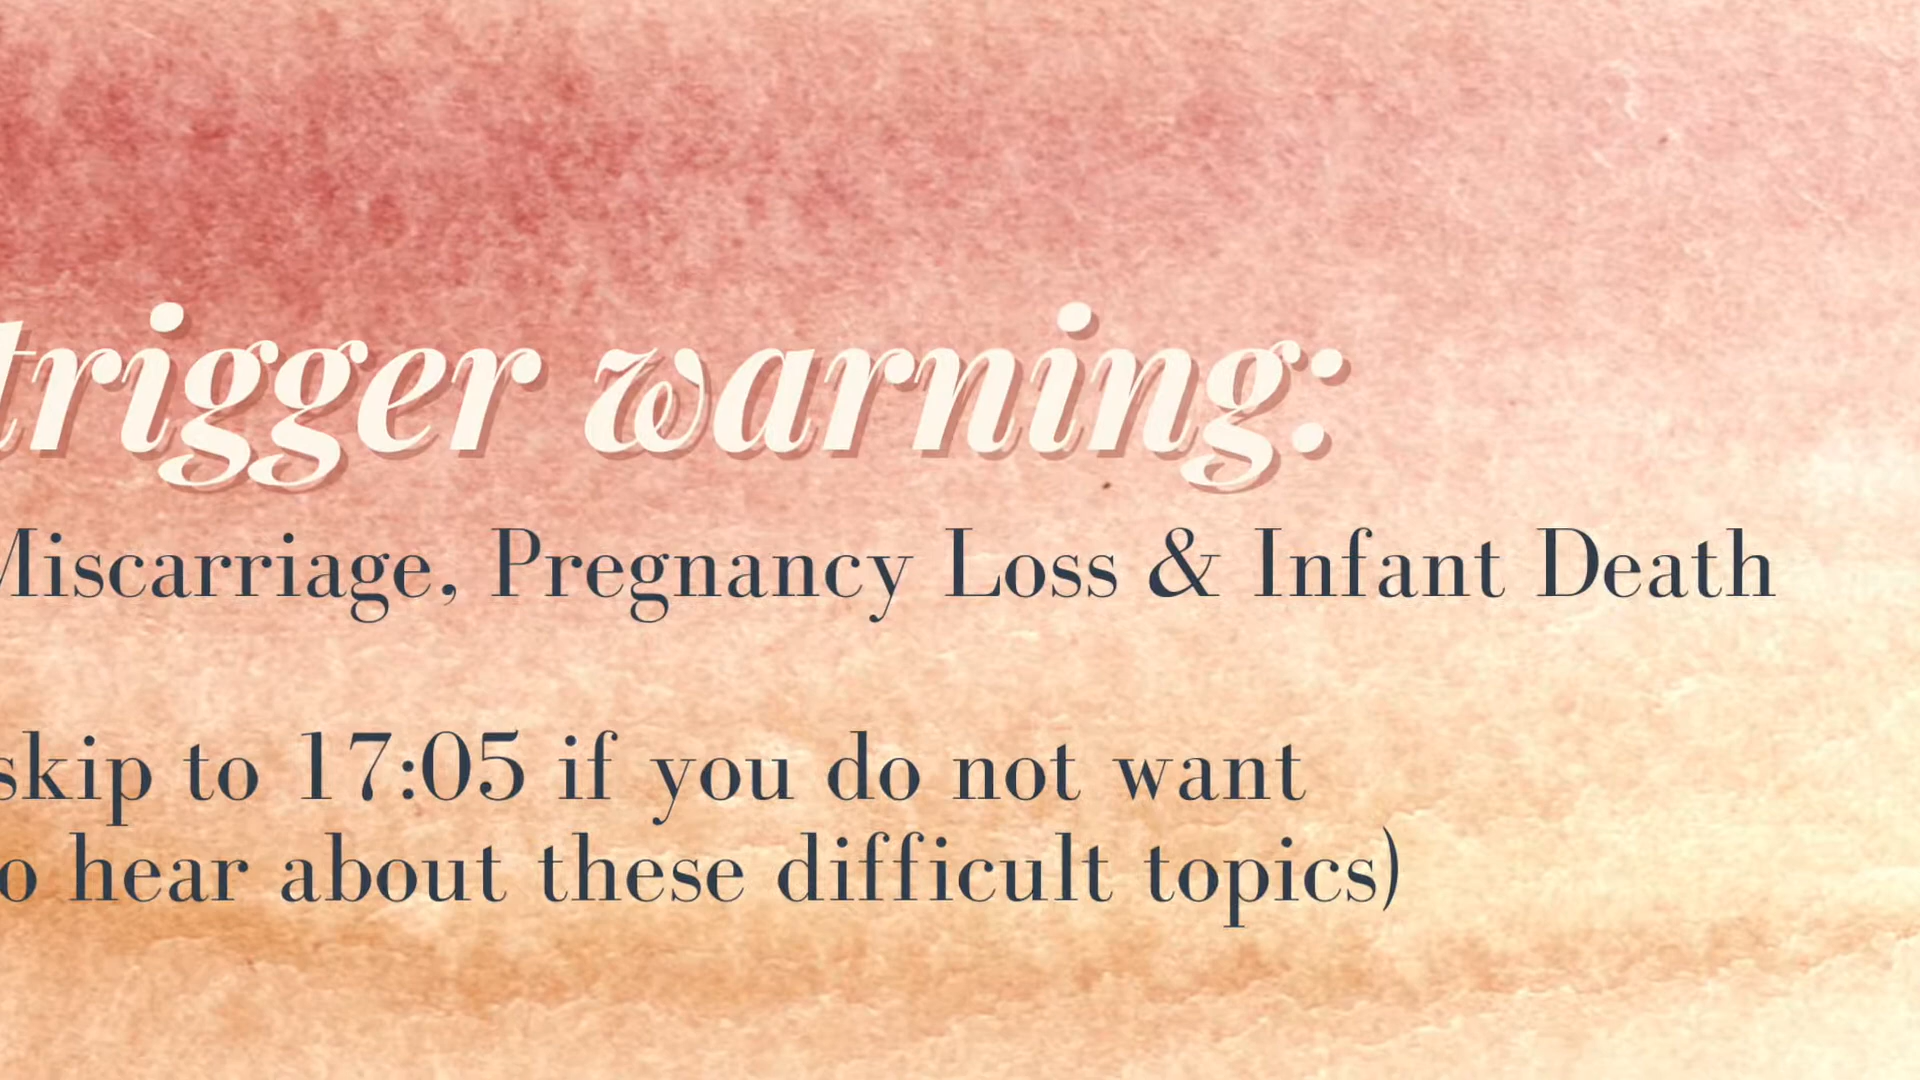 trigger warning:
Miscarriage, Pregnancy Loss & Infant Death
skip to 17:05 if you do not want
o hear about these difficult topics)